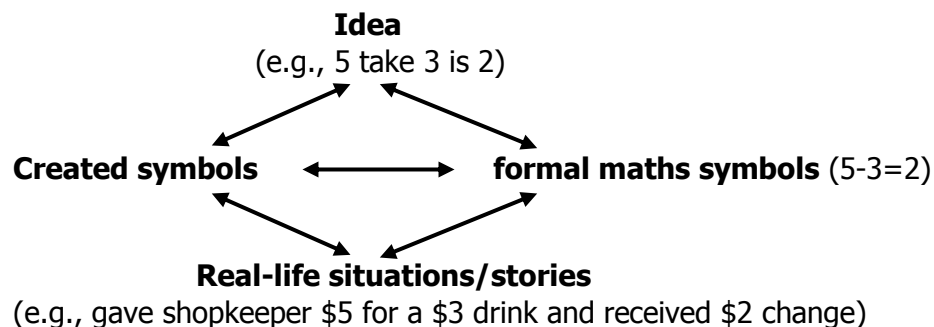 Idea
(e.g., 5 take 3 is 2)
Created symbols formal maths symbols (5-3=2)
Real-life situations/stories
(e.g., gave shopkeeper $5 for a $3 drink and received $2 change)